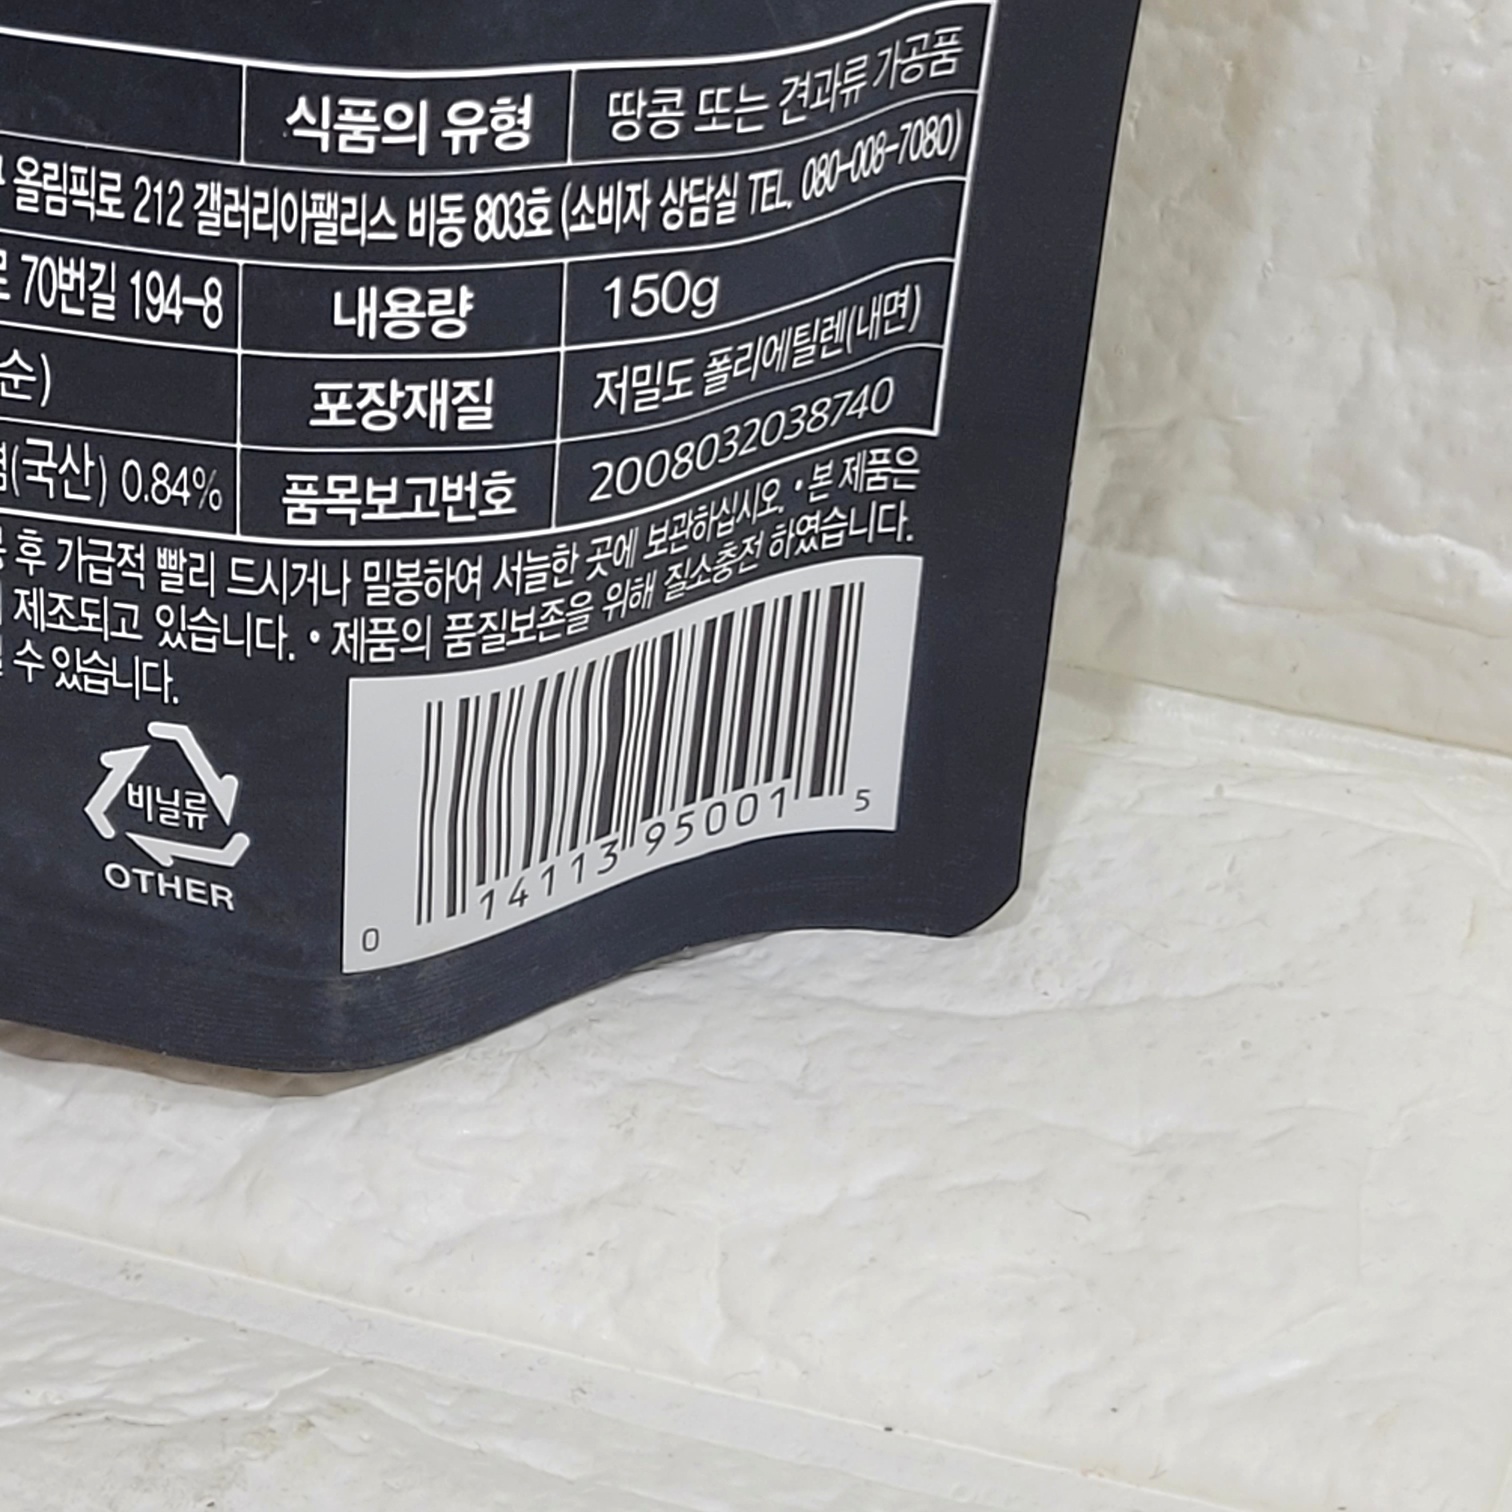 식품의 유형 땅콩 또는 견과류 가공품
올림픽로 212 갤러리아팰리스 비동 803호 (소비자 상담실 TEL. 080-008-7080)
70번길 194-8 내용량 150g
순) 포장재질 저밀도 폴리에틸렌(내면)
(국산) 0.84% 품목보고번호 2008032038740
후 가급적 빨리 드시거나 밀봉하여 서늘한 곳에 보관하십시오. • 본 제품은
제조되고 있습니다. • 제품의 품질보존을 위해 질소충전 하였습니다.
수 있습니다.
비닐류
OTHER
0 14113 95001 5